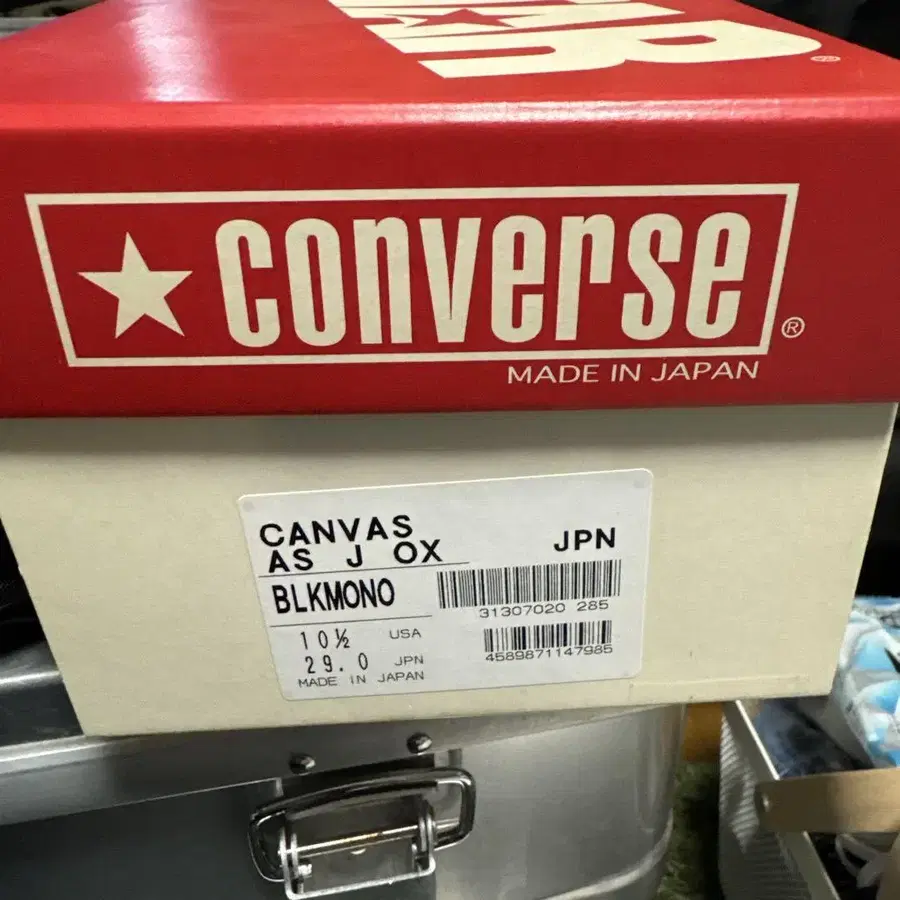 CONVERSE ®
MADE IN JAPAN
CANVAS
AS J OX
JPN
BLKMONO
31307020 285
10½ USA
29.0 JPN
4589871147985
MADE IN JAPAN